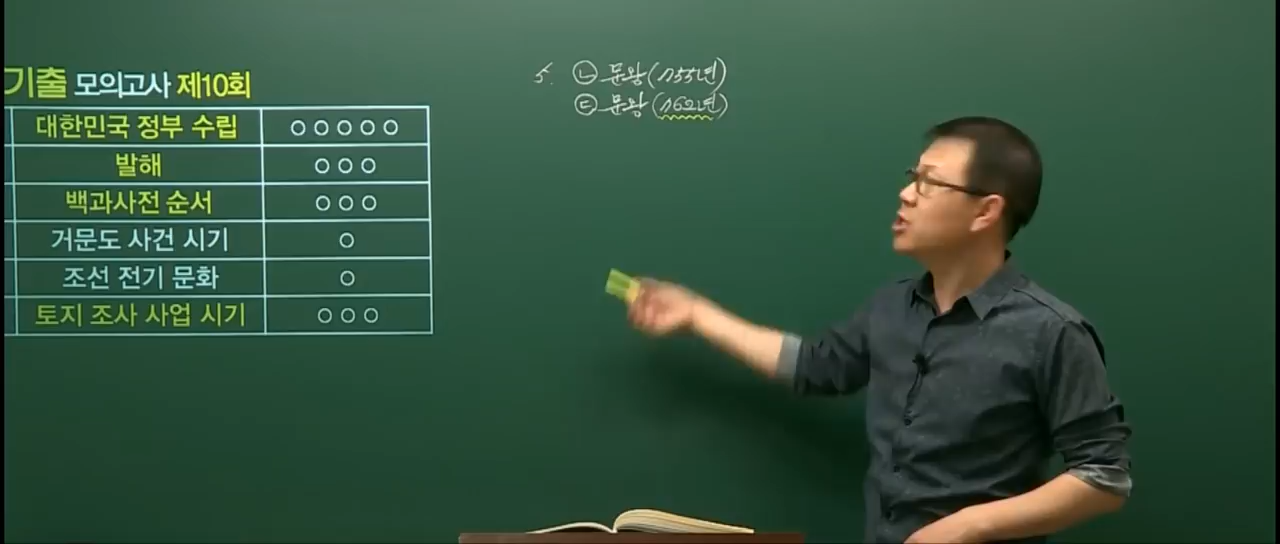 기출 모의고사 제10회
대한민국 정부 수립 ○○○○○
발해 ○○○
백과사전 순서 ○○○
거문도 사건 시기 ○
조선 전기 문화 ○
토지 조사 사업 시기 ○○○
5. ㉡ 문왕(755년)
㉢ 문왕(762년)